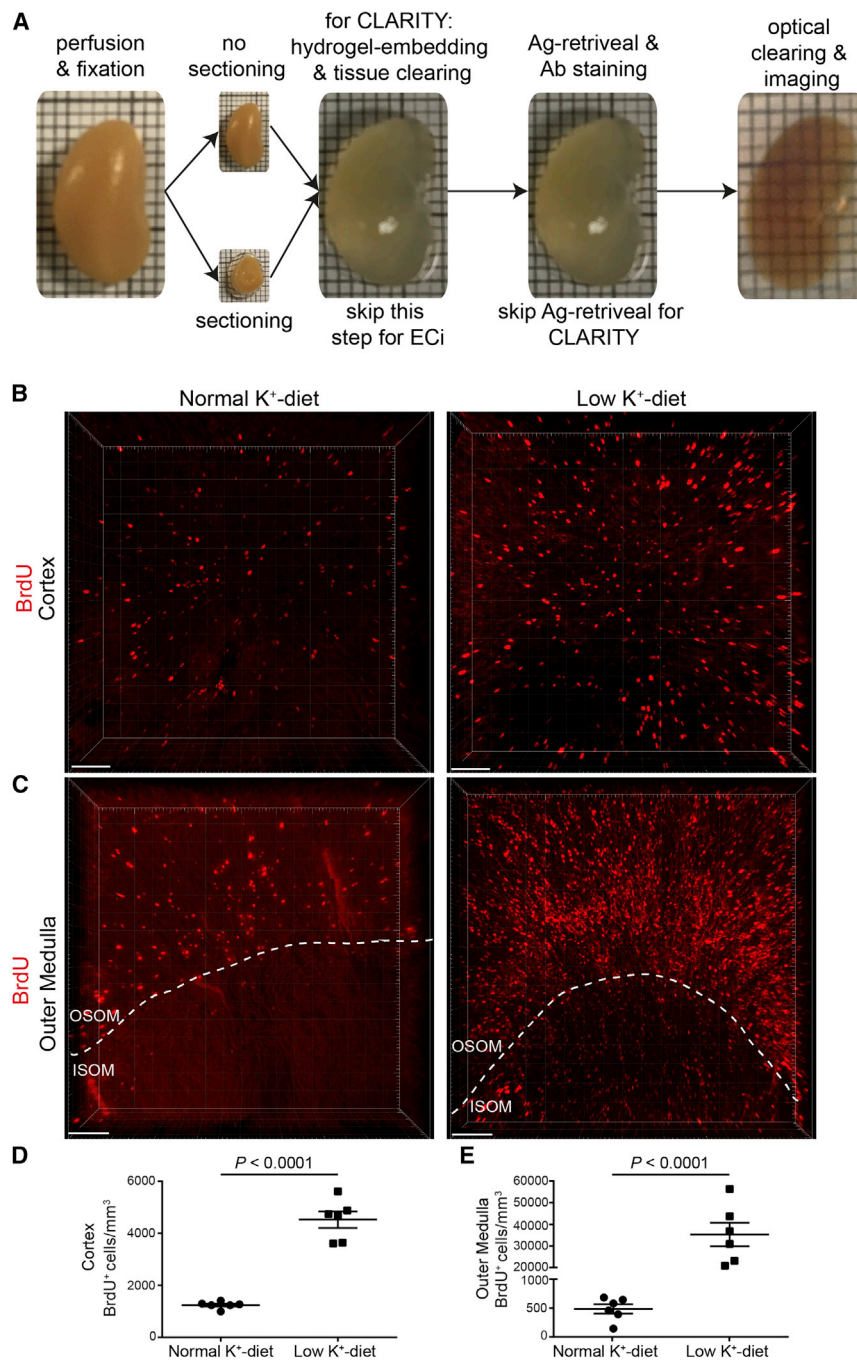 A
perfusion
& fixation
no
sectioning
for CLARITY:
hydrogel-embedding
& tissue clearing
Ag-retriveal &
Ab staining
optical
clearing &
imaging
sectioning
skip this
step for ECi
skip Ag-retriveal for
CLARITY
B
Normal K⁺-diet
Low K⁺-diet
BrdU
Cortex
C
BrdU
Outer Medulla
OSOM
ISOM
OSOM
ISOM
D
P < 0.0001
Cortex
BrdU⁺ cells/mm³
6000
4000
2000
0
Normal K⁺-diet
Low K⁺-diet
E
P < 0.0001
Outer Medulla
BrdU⁺ cells/mm³
60000
50000
40000
30000
20000
1000
500
0
Normal K⁺-diet
Low K⁺-diet